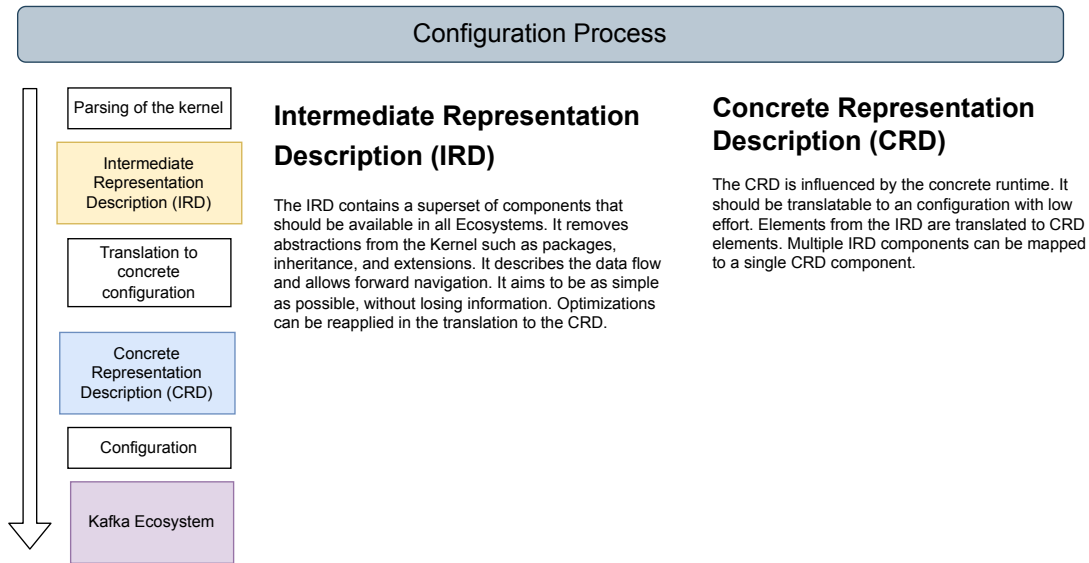 Configuration Process
Parsing of the kernel
Intermediate
Representation
Description (IRD)
Translation to
concrete
configuration
Concrete
Representation
Description (CRD)
Configuration
Kafka Ecosystem
Intermediate Representation
Description (IRD)
The IRD contains a superset of components that
should be available in all Ecosystems. It removes
abstractions from the Kernel such as packages,
inheritance, and extensions. It describes the data flow
and allows forward navigation. It aims to be as simple
as possible, without losing information. Optimizations
can be reapplied in the translation to the CRD.
Concrete Representation
Description (CRD)
The CRD is influenced by the concrete runtime. It
should be translatable to an configuration with low
effort. Elements from the IRD are translated to CRD
elements. Multiple IRD components can be mapped
to a single CRD component.